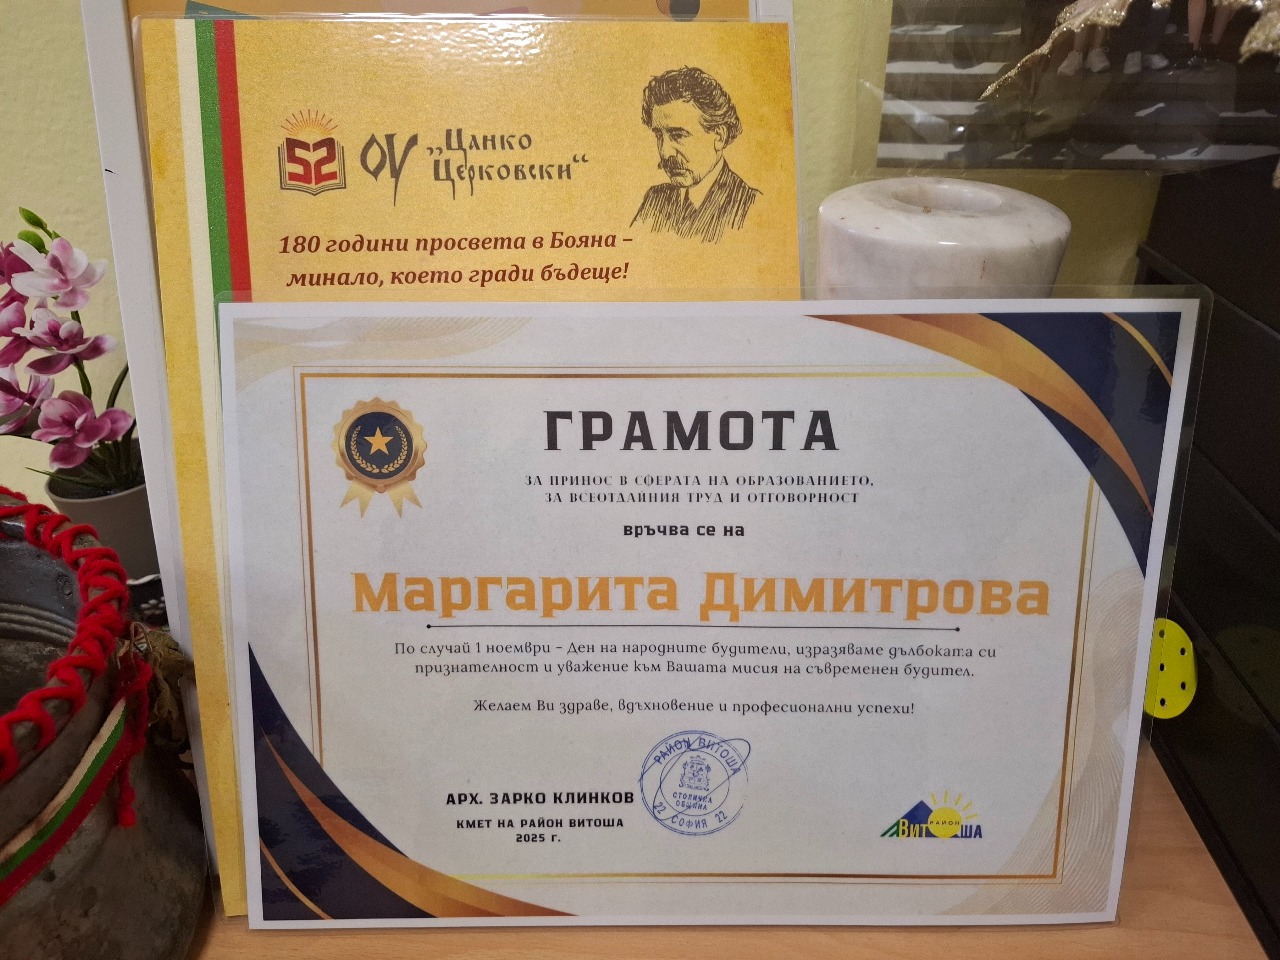 52
ОУ „Цанко
Церковски“
180 години просвета в Бояна –
минало, което гради бъдеще!
ГРАМОТА
ЗА ПРИНОС В СФЕРАТА НА ОБРАЗОВАНИЕТО,
ЗА ВСЕОТДАЙНИЯ ТРУД И ОТГОВОРНОСТ
връчва се на
Маргарита Димитрова
По случай 1 ноември – Ден на народните будители, изразяваме дълбоката си
признателност и уважение към Вашата мисия на съвременен будител.
Желаем Ви здраве, вдъхновение и професионални успехи!
АРХ. ЗАРКО КЛИНКОВ
КМЕТ НА РАЙОН ВИТОША
2025 г.
РАЙОН ВИТОША
СТОЛИЧНА
ОБЩИНА
22 СОФИЯ 22
РАЙОН
ВИТОША